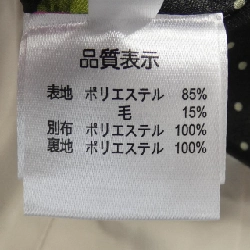 品質表示
表地 ポリエステル 85%
毛 15%
別布 ポリエステル 100%
裏地 ポリエステル 100%